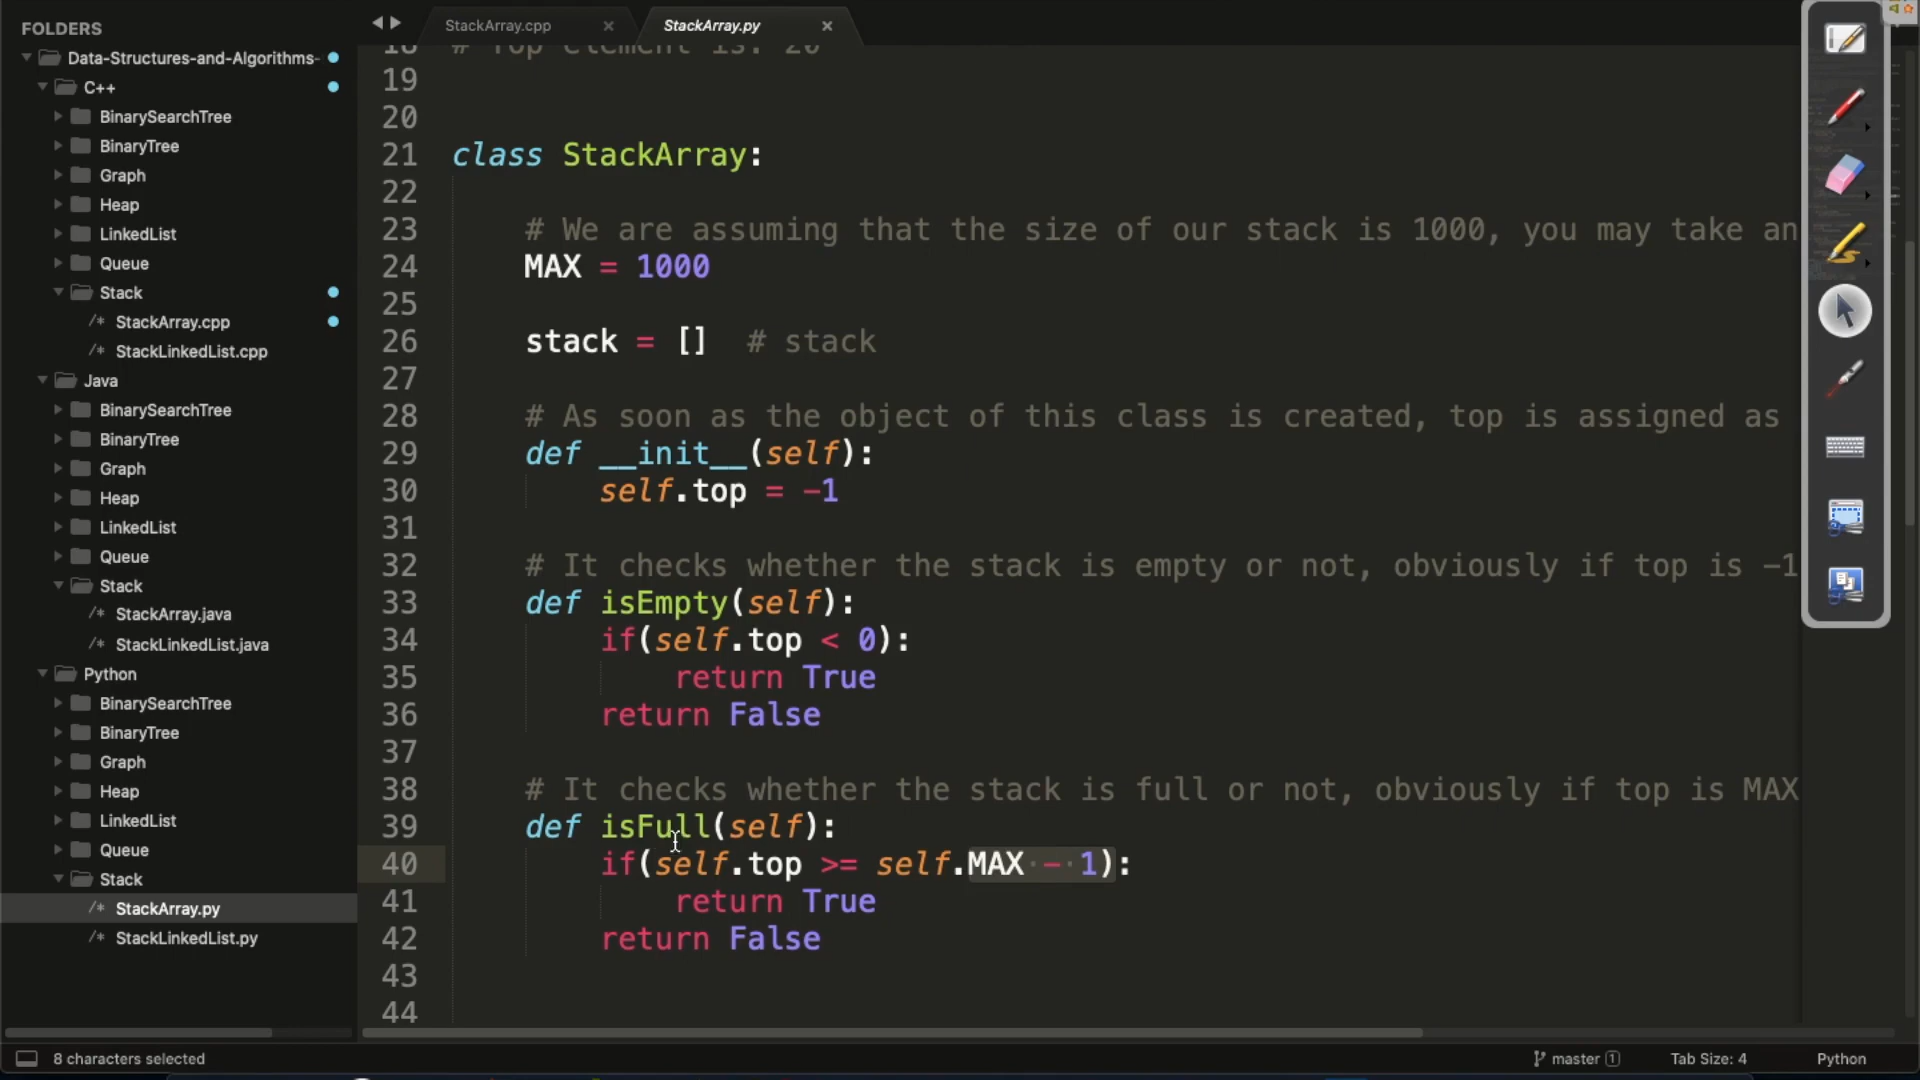 FOLDERS
Data-Structures-and-Algorithms-
C++
BinarySearchTree
BinaryTree
Graph
Heap
LinkedList
Queue
Stack
/* StackArray.cpp
/* StackLinkedList.cpp
Java
BinarySearchTree
BinaryTree
Graph
Heap
LinkedList
Queue
Stack
/* StackArray.java
/* StackLinkedList.java
Python
BinarySearchTree
BinaryTree
Graph
Heap
LinkedList
Queue
Stack
/* StackArray.py
/* StackLinkedList.py
StackArray.cpp × StackArray.py ×
18 # Top element is: 20
19
20
21 class StackArray:
22
23 # We are assuming that the size of our stack is 1000, you may take an
24 MAX = 1000
25
26 stack = [] # stack
27
28 # As soon as the object of this class is created, top is assigned as
29 def __init__(self):
30 self.top = -1
31
32 # It checks whether the stack is empty or not, obviously if top is -1
33 def isEmpty(self):
34 if(self.top < 0):
35 return True
36 return False
37
38 # It checks whether the stack is full or not, obviously if top is MAX
39 def isFull(self):
40 if(self.top >= self.MAX - 1):
41 return True
42 return False
43
44
8 characters selected master 1 Tab Size: 4 Python